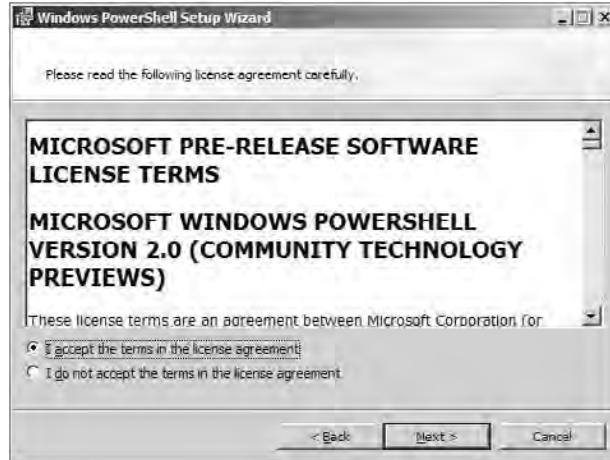 Windows PowerShell Setup Wizard
Please read the following license agreement carefully.
MICROSOFT PRE-RELEASE SOFTWARE
LICENSE TERMS
MICROSOFT WINDOWS POWERSHELL
VERSION 2.0 (COMMUNITY TECHNOLOGY
PREVIEWS)
These license terms are an agreement between Microsoft Corporation (or
I accept the terms in the license agreement
I do not accept the terms in the license agreement
< Back Next > Cancel